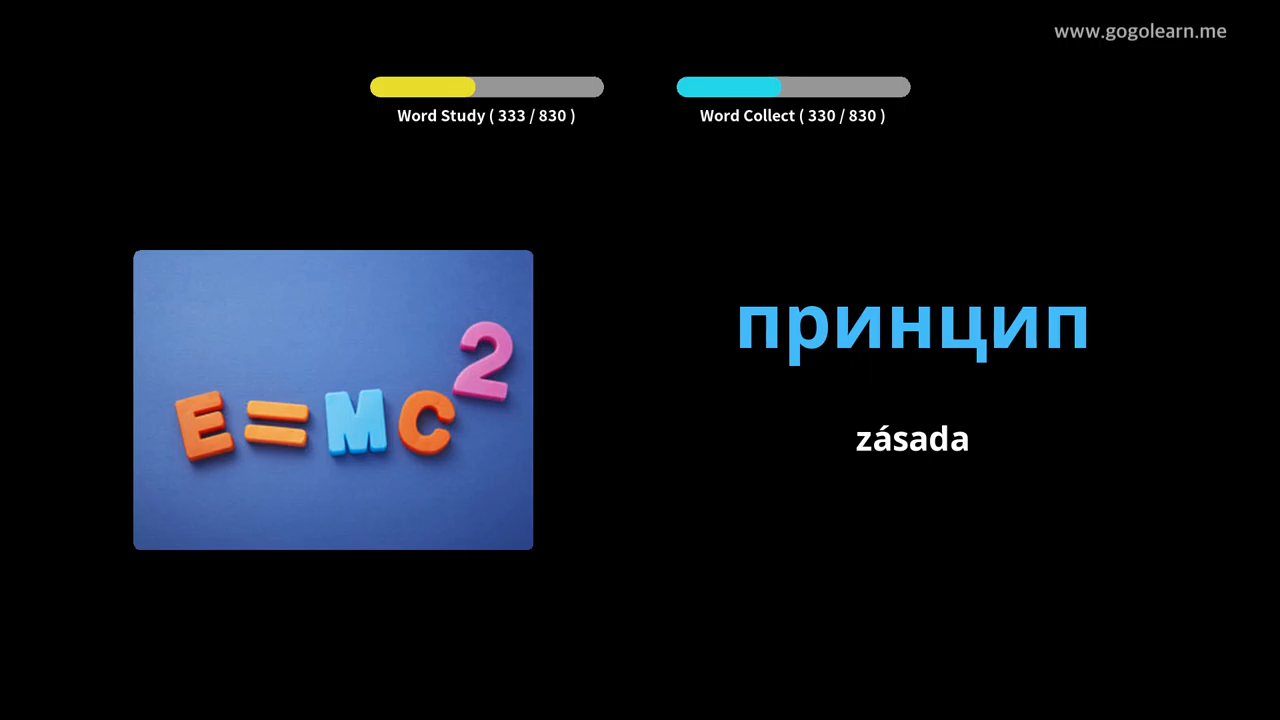 www.gogolearn.me
Word Study ( 333 / 830 )
Word Collect ( 330 / 830 )
E=MC²
принцип
zásada